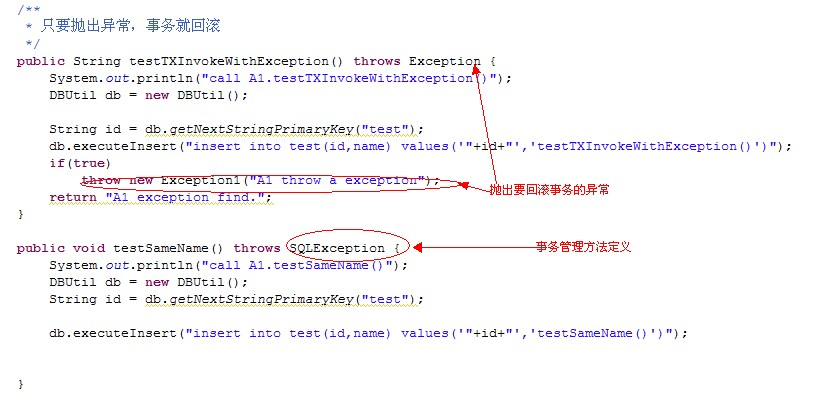 /**
 * 只要抛出异常，事务就回滚
 */
public String testTXInvokeWithException() throws Exception {
    System.out.println("call A1.testTXInvokeWithException()");
    DBUtil db = new DBUtil();
    String id = db.getNextStringPrimaryKey("test");
    db.executeInsert("insert into test(id,name) values('"+id+"','testTXInvokeWithException()')");
    if(true)
        throw new Exception1("A1 throw a exception");
抛出要回滚事务的异常
    return "A1 exception find.";
}
public void testSameName() throws SQLException {
事务管理方法定义
    System.out.println("call A1.testSameName()");
    DBUtil db = new DBUtil();
    String id = db.getNextStringPrimaryKey("test");
    db.executeInsert("insert into test(id,name) values('"+id+"','testSameName()')");
}